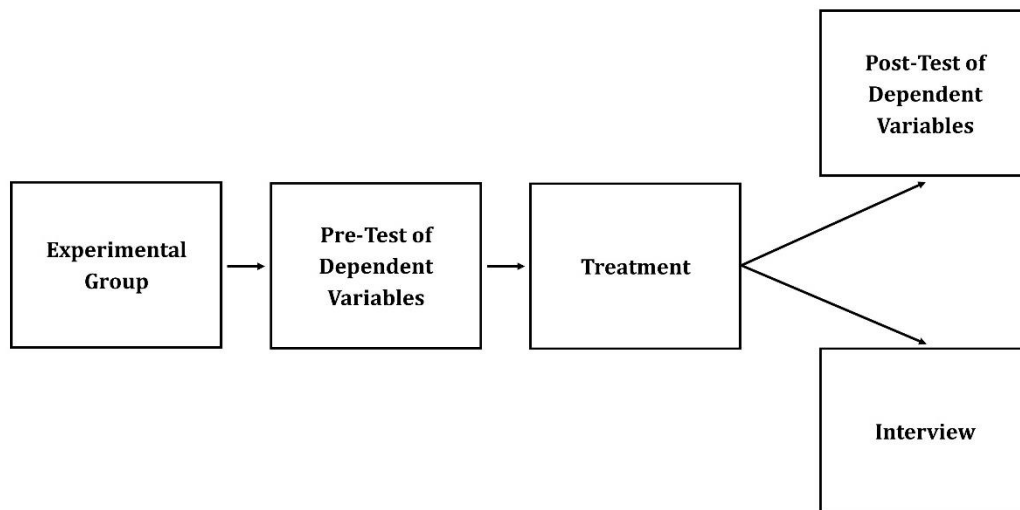 Experimental
Group
Pre-Test of
Dependent
Variables
Treatment
Post-Test of
Dependent
Variables
Interview